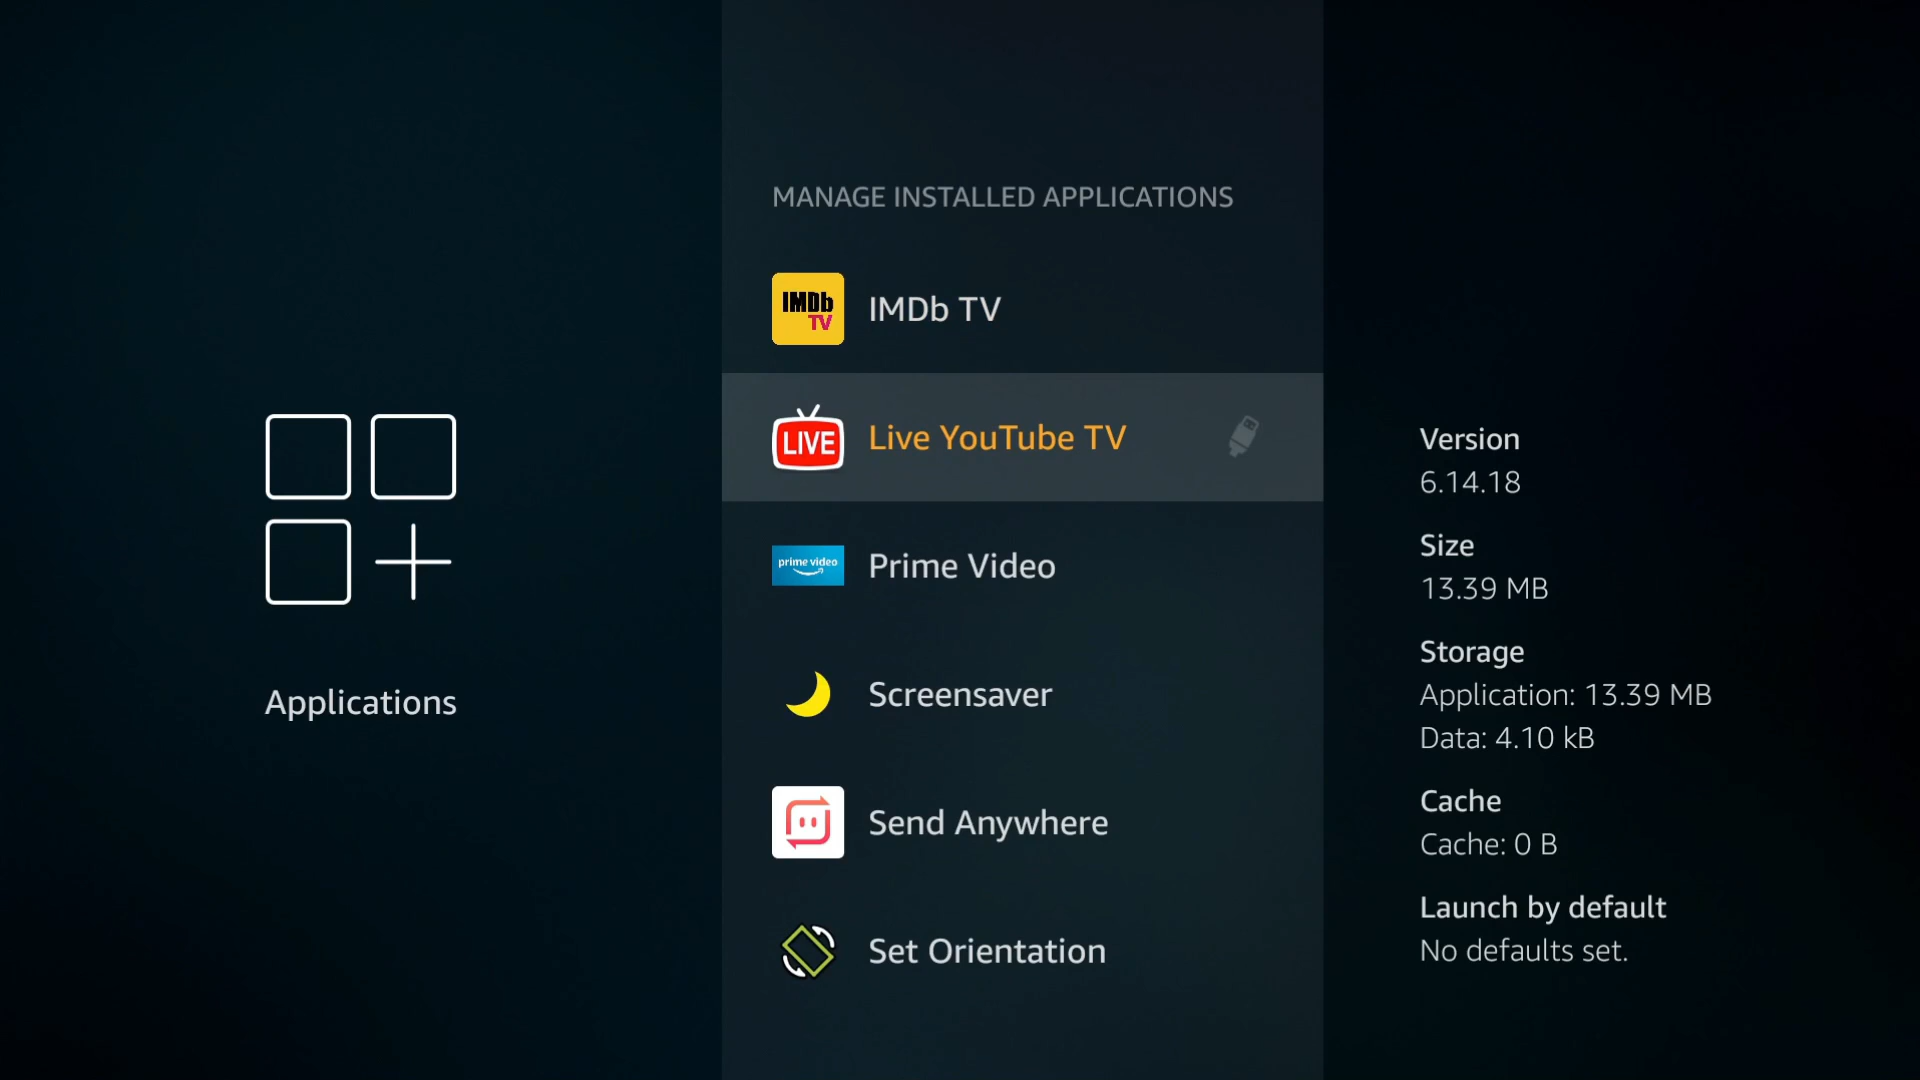 MANAGE INSTALLED APPLICATIONS
IMDb TV
IMDb TV
LIVE Live YouTube TV
prime video Prime Video
Screensaver
Send Anywhere
Set Orientation
Applications
Version
6.14.18
Size
13.39 MB
Storage
Application: 13.39 MB
Data: 4.10 kB
Cache
Cache: 0 B
Launch by default
No defaults set.